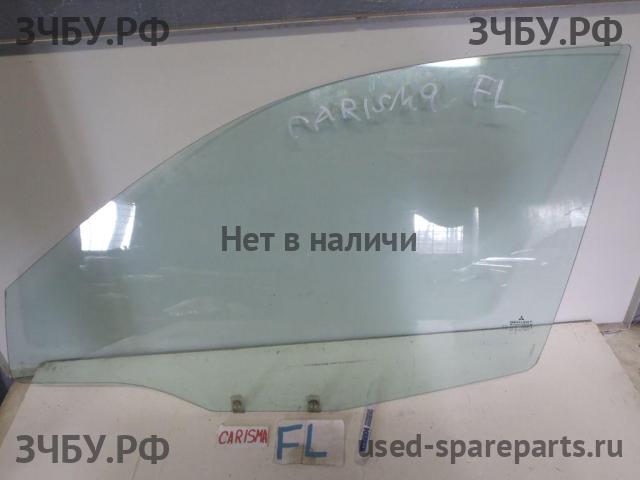 ЗЧБУ.РФ ЗЧБУ.РФ
CARISMA FL
Нет в наличи
CARISMA
FL
ЗЧБУ.РФ used-spareparts.ru